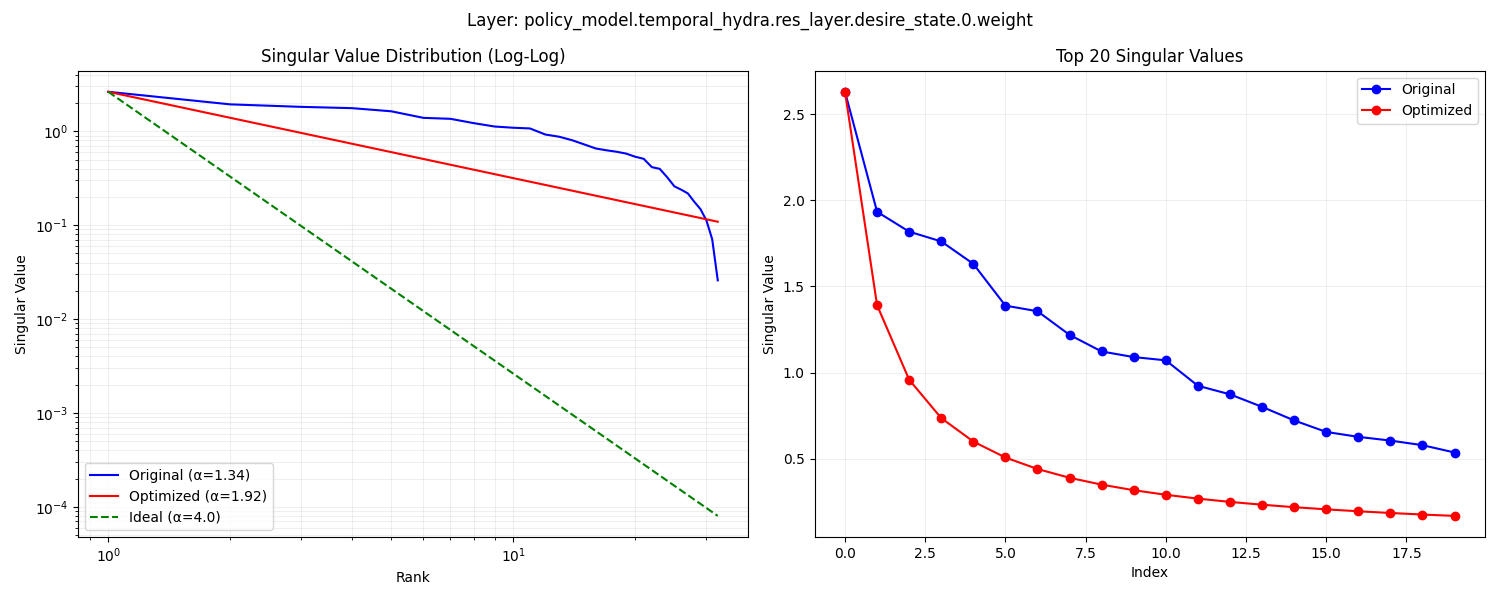 Layer: policy_model.temporal_hydra.res_layer.desire_state.0.weight
Singular Value Distribution (Log-Log)
Singular Value
10⁰
10⁻¹
10⁻²
10⁻³
10⁻⁴
Original (α=1.34)
Optimized (α=1.92)
Ideal (α=4.0)
10⁰
10¹
Rank
Top 20 Singular Values
Singular Value
2.5
2.0
1.5
1.0
0.5
Original
Optimized
0.0
2.5
5.0
7.5
10.0
12.5
15.0
17.5
Index